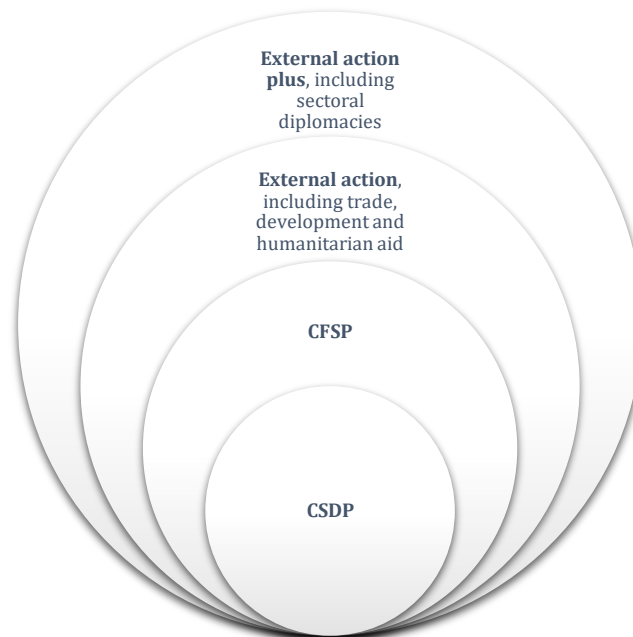 External action
plus, including
sectoral
diplomacies
External action,
including trade,
development and
humanitarian aid
CFSP
CSDP